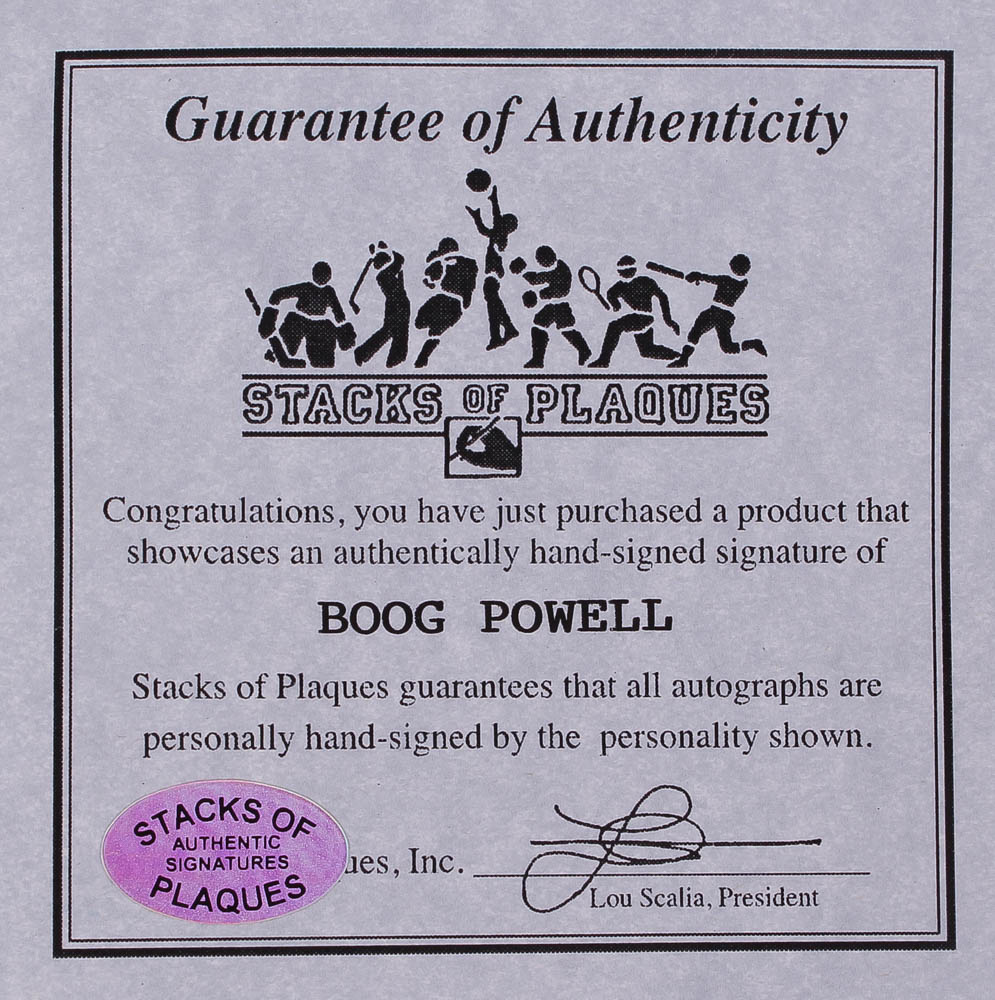 Guarantee of Authenticity
STACKS OF PLAQUES
Congratulations, you have just purchased a product that
showcases an authentically hand-signed signature of
BOOG POWELL
Stacks of Plaques guarantees that all autographs are
personally hand-signed by the personality shown.
STACKS OF
AUTHENTIC
SIGNATURES
PLAQUES
ues, Inc.
Lou Scalia, President